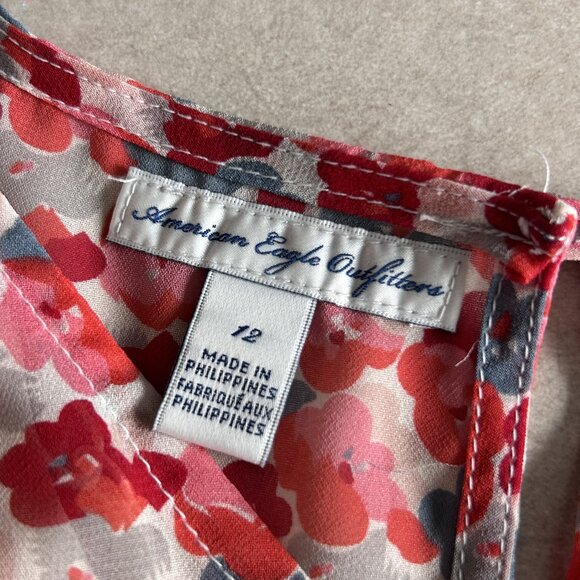 American Eagle Outfitters
12
MADE IN
PHILIPPINES
FABRIQUÉ AUX
PHILIPPINES